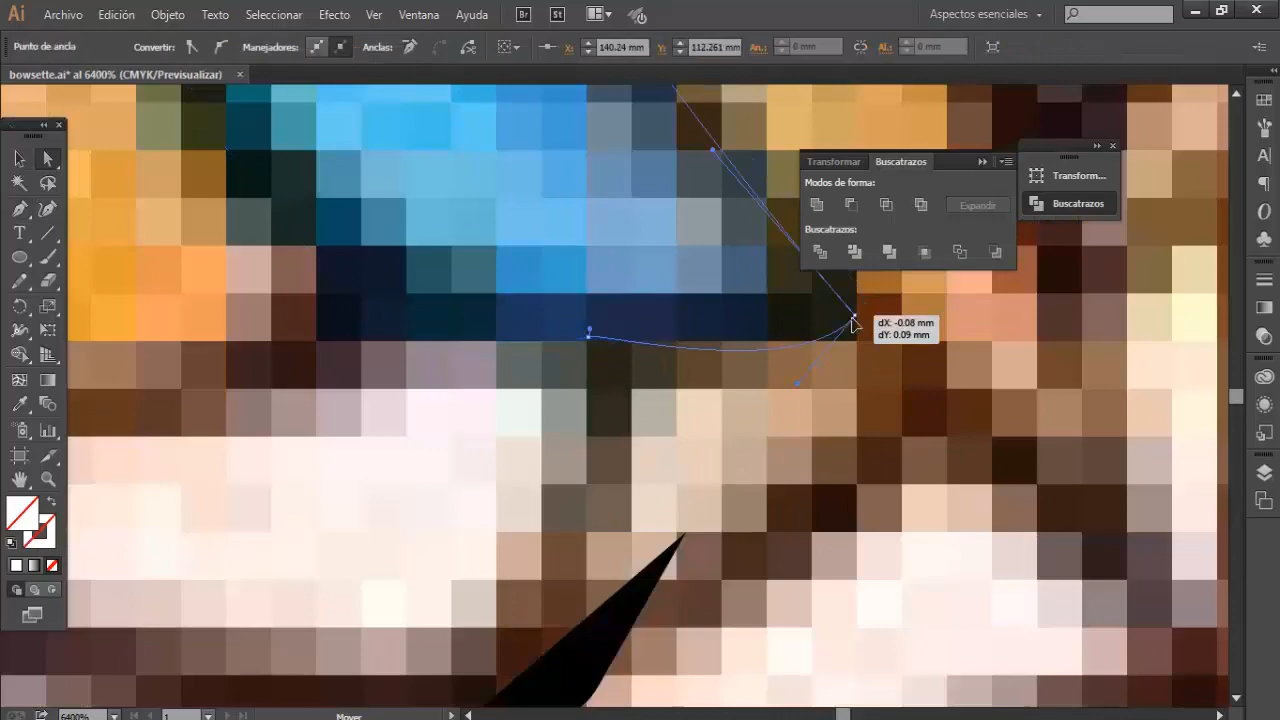 Ai Archivo Edición Objeto Texto Seleccionar Efecto Ver Ventana Ayuda Br St Aspectos esenciales
Punto de ancla Convertir: Manejadores: Anclas: X: 140.24 mm Y: 112.261 mm An.: 0 mm Al.: 0 mm
bowsette.ai* al 6400% (CMYK/Previsualizar) ×
Transformar Buscatrazos
Modos de forma:
Expandir
Buscatrazos:
Transform...
Buscatrazos
dX: -0.08 mm
dY: 0.09 mm
6400% 1 Mover